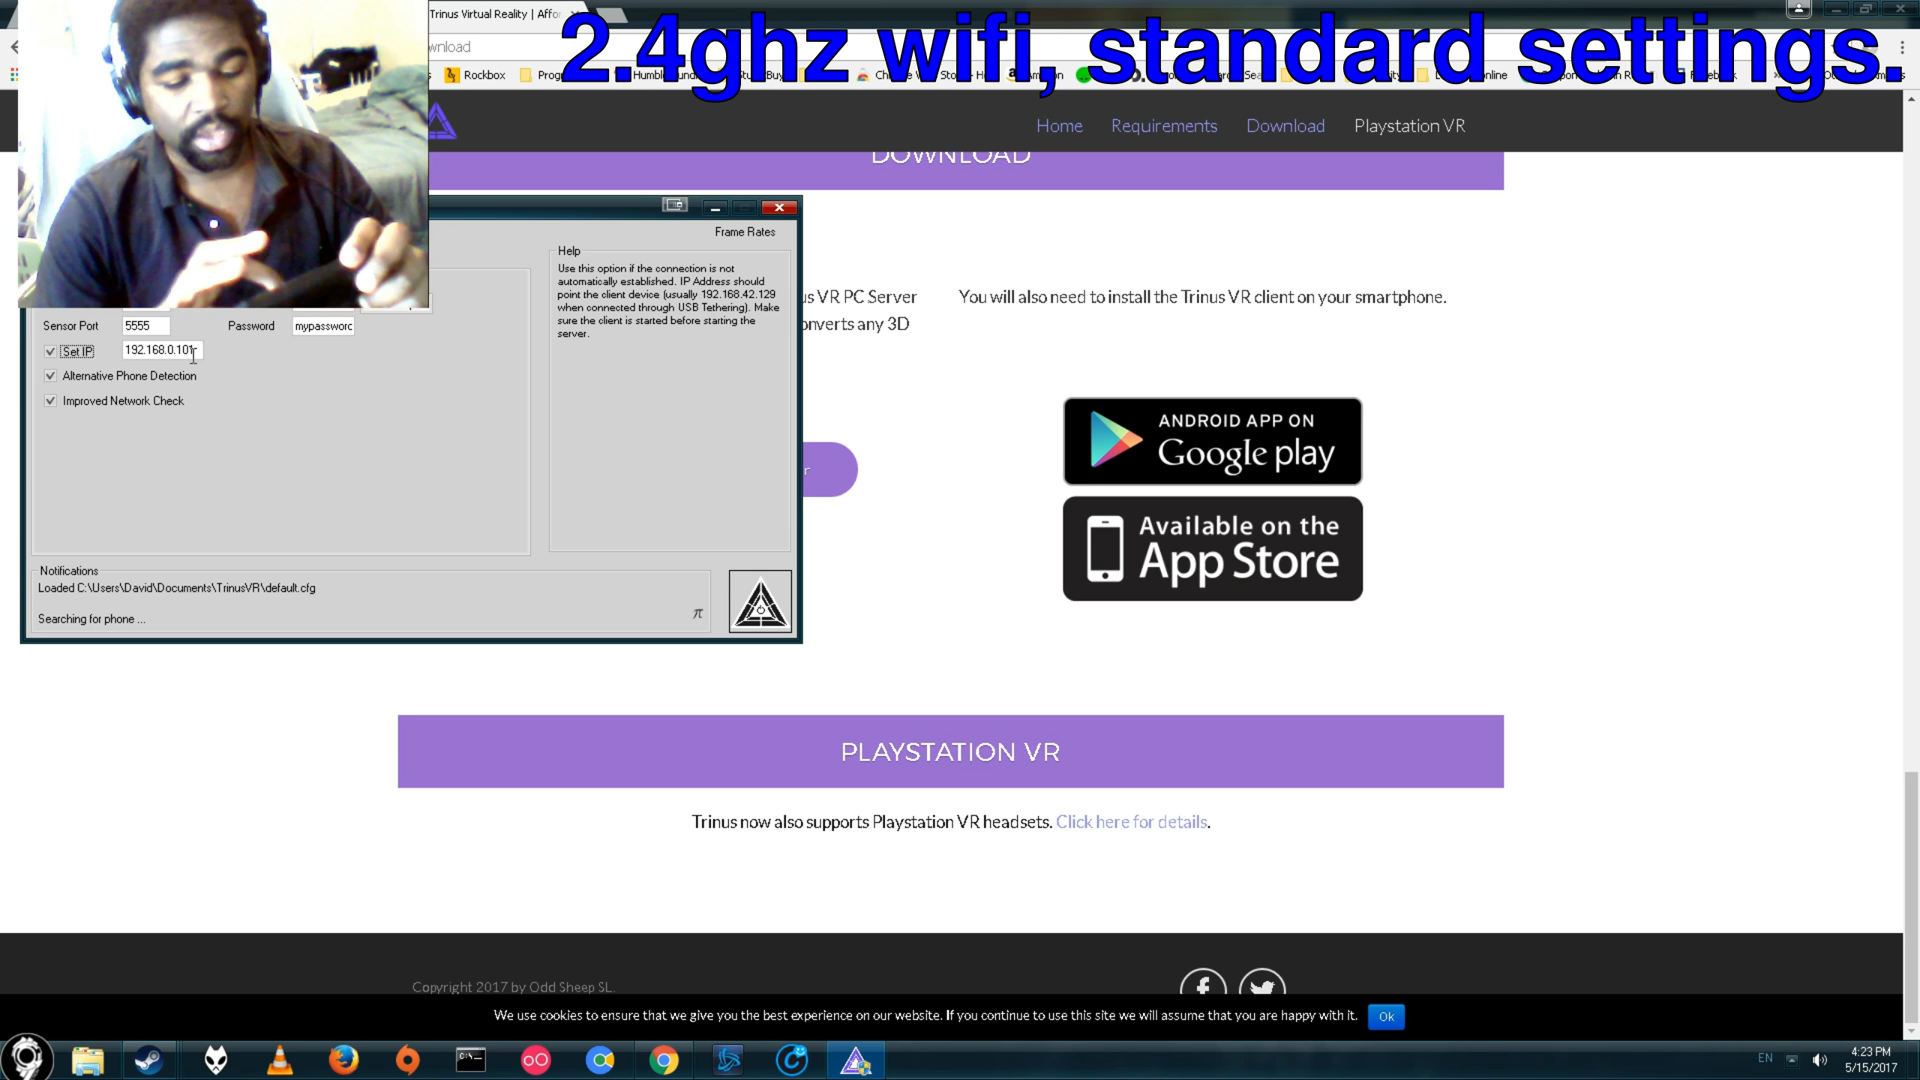 Trinus Virtual Reality | Affo
2.4ghz wifi, standard settings.
wnload
Rockbox
Home
Requirements
Download
Playstation VR
DOWNLOAD
Frame Rates
Help
Use this option if the connection is not
automatically established. IP Address should
point the client device (usually 192.168.42.129
when connected through USB Tethering). Make
sure the client is started before starting the
server.
Sensor Port
5555
Password
mypassworc
Set IP
192.168.0.101
Alternative Phone Detection
Improved Network Check
Notifications
Loaded C:\Users\David\Documents\TrinusVR\default.cfg
Searching for phone ...
π
us VR PC Server
onverts any 3D
r
You will also need to install the Trinus VR client on your smartphone.
ANDROID APP ON
Google play
Available on the
App Store
PLAYSTATION VR
Trinus now also supports Playstation VR headsets. Click here for details.
Copyright 2017 by Odd Sheep SL.
We use cookies to ensure that we give you the best experience on our website. If you continue to use this site we will assume that you are happy with it.
Ok
EN
4:23 PM
5/15/2017